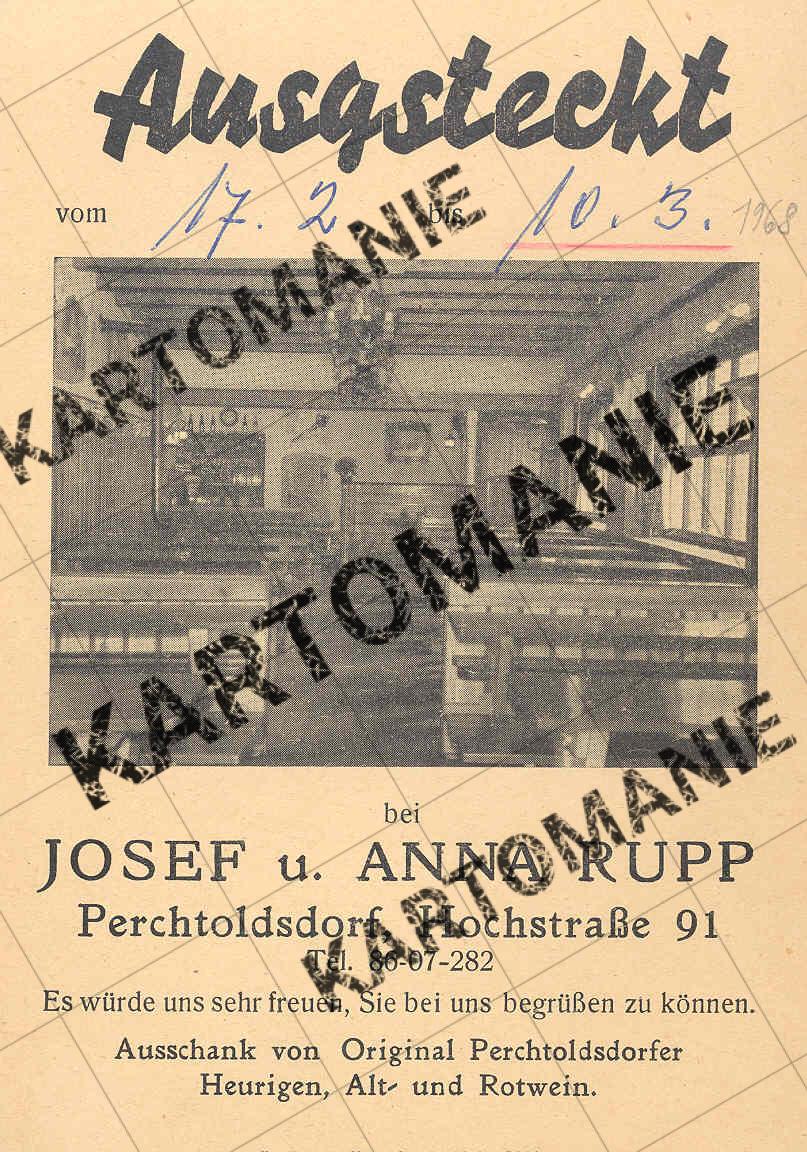 Ausgsteckt
vom 17. 2 bis 10. 3. 1968
KARTOMANIE
KARTOMANIE
KARTOMANIE
bei
JOSEF u. ANNA RUPP
Perchtoldsdorf, Hochstraße 91
Tel. 86-07-282
Es würde uns sehr freuen, Sie bei uns begrüßen zu können.
Ausschank von Original Perchtoldsdorfer
Heurigen, Alt- und Rotwein.